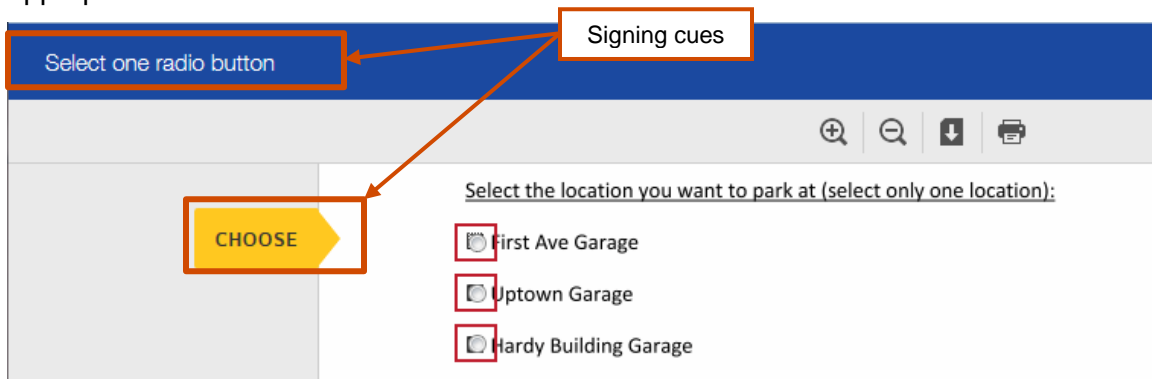 Signing cues
Select one radio button
Select the location you want to park at (select only one location):
CHOOSE
First Ave Garage
Uptown Garage
Hardy Building Garage